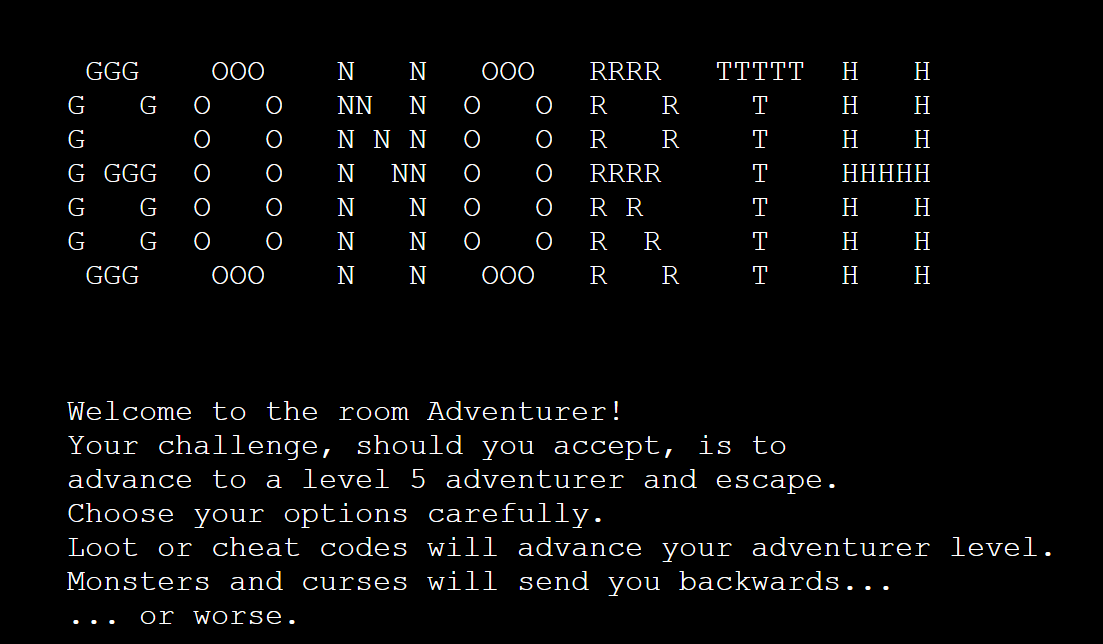 GGG    OOO    N   N   OOO   RRRR   TTTTT  H   H
G   G  O   O   NN  N  O   O  R   R    T    H   H
G      O   O   N N N  O   O  R   R    T    H   H
G GGG  O   O   N  NN  O   O  RRRR     T    HHHHH
G   G  O   O   N   N  O   O  R R      T    H   H
G   G  O   O   N   N  O   O  R  R     T    H   H
 GGG    OOO    N   N   OOO   R   R    T    H   H
Welcome to the room Adventurer!
Your challenge, should you accept, is to
advance to a level 5 adventurer and escape.
Choose your options carefully.
Loot or cheat codes will advance your adventurer level.
Monsters and curses will send you backwards...
... or worse.